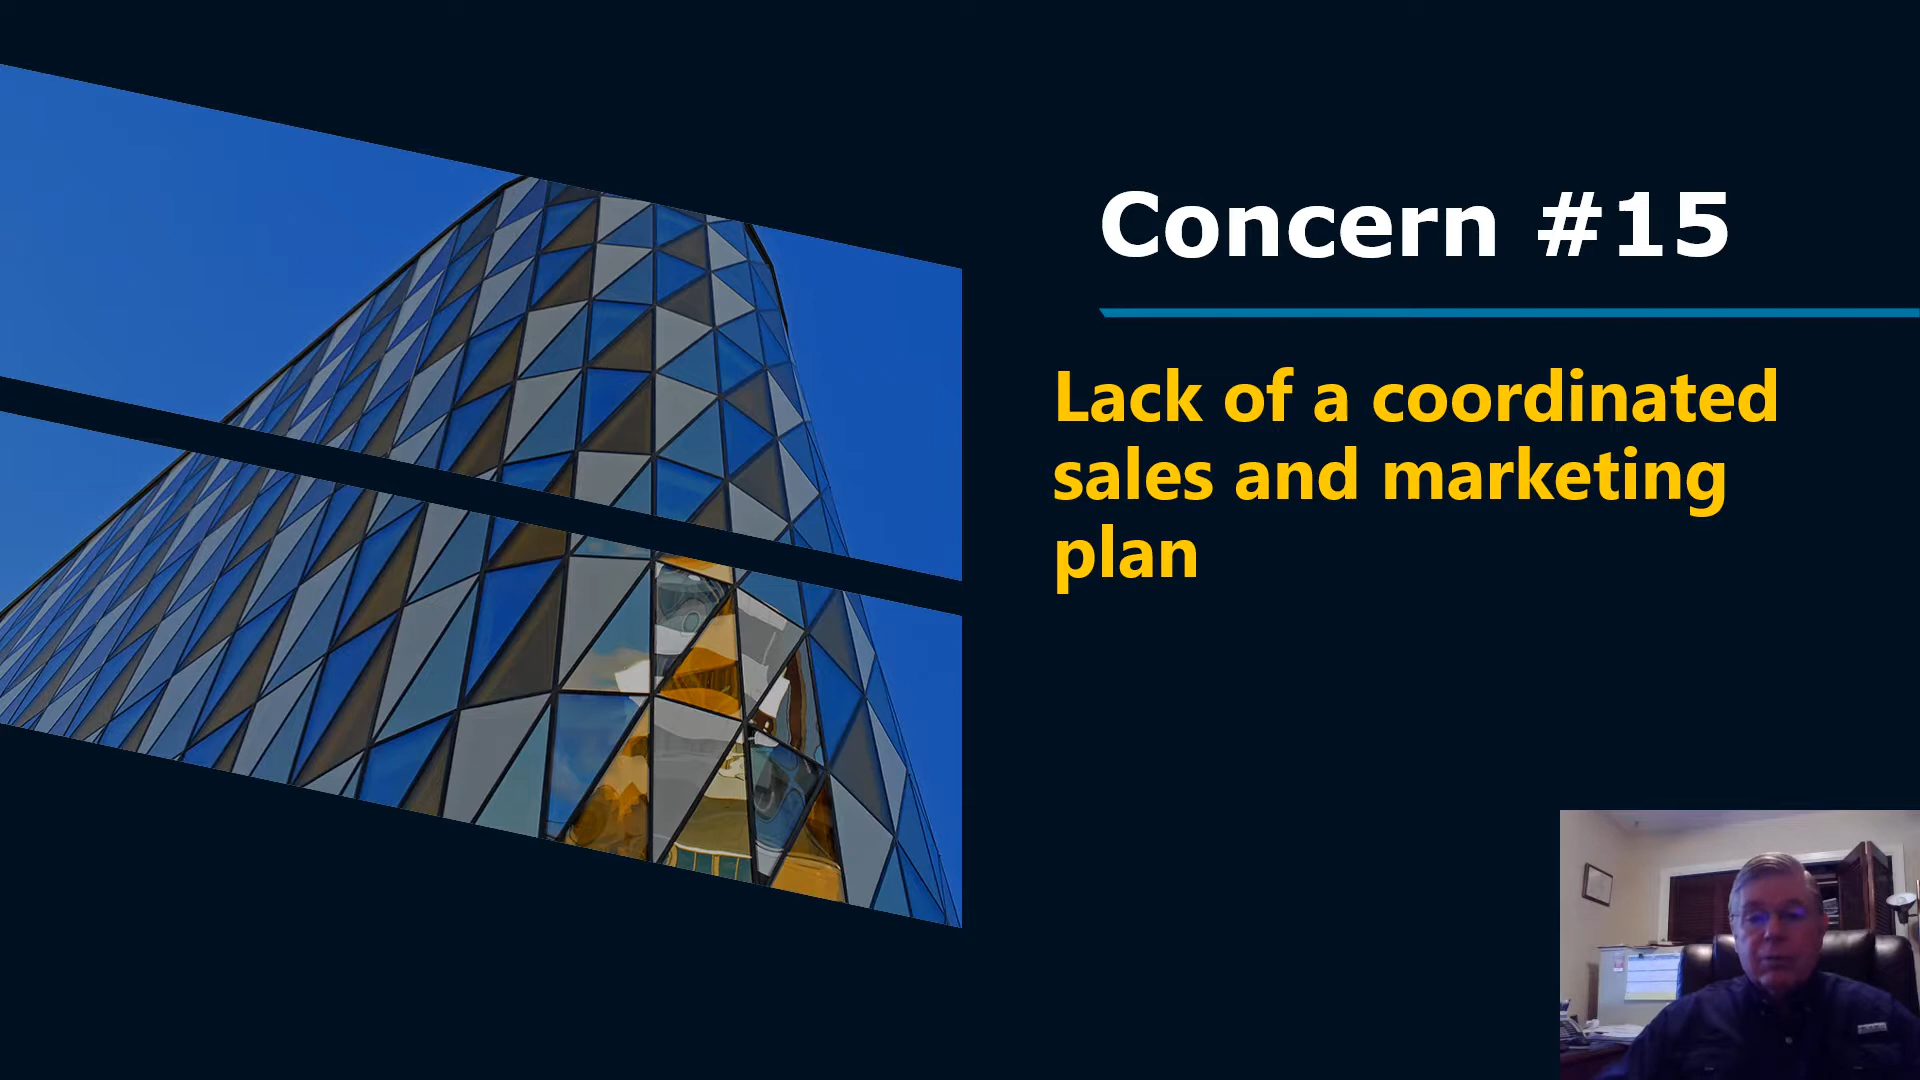 Concern #15
Lack of a coordinated
sales and marketing
plan